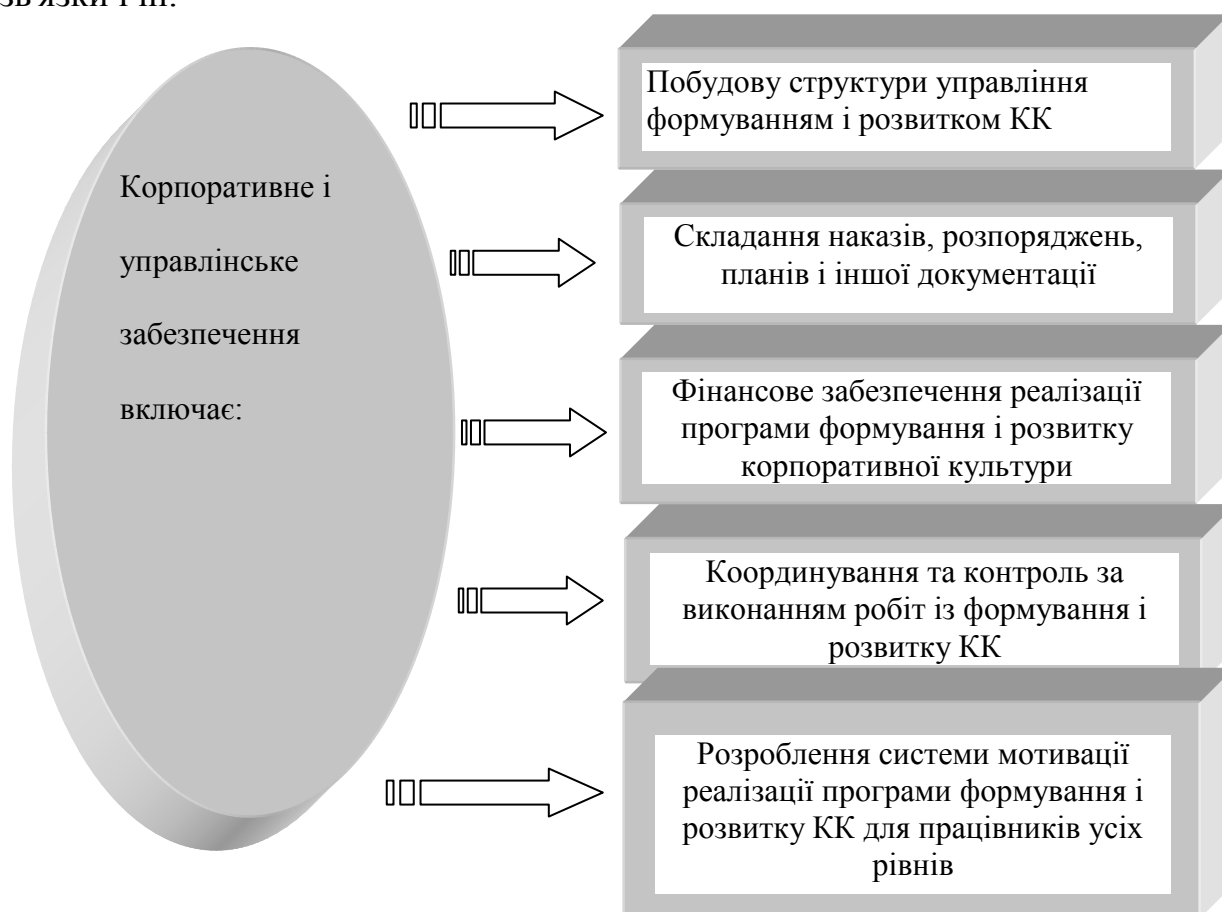 зв'язки і ін.
Корпоративне і
управлінське
забезпечення
включає:
Побудову структури управління
формуванням і розвитком КК
Складання наказів, розпоряджень,
планів і іншої документації
Фінансове забезпечення реалізації
програми формування і розвитку
корпоративної культури
Координування та контроль за
виконанням робіт із формування і
розвитку КК
Розроблення системи мотивації
реалізації програми формування і
розвитку КК для працівників усіх
рівнів